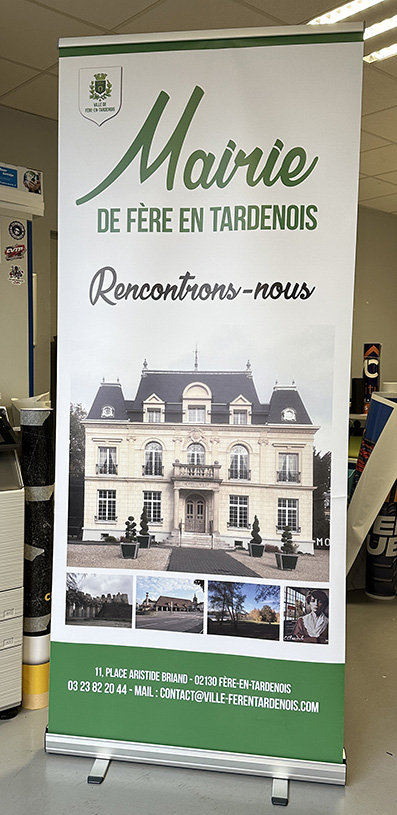 VILLE DE
FÈRE-EN-TARDENOIS
Mairie
DE FÈRE EN TARDENOIS
Rencontrons-nous
11, PLACE ARISTIDE BRIAND - 02130 FÈRE-EN-TARDENOIS
03 23 82 20 44 - MAIL : CONTACT@VILLE-FERENTARDENOIS.COM